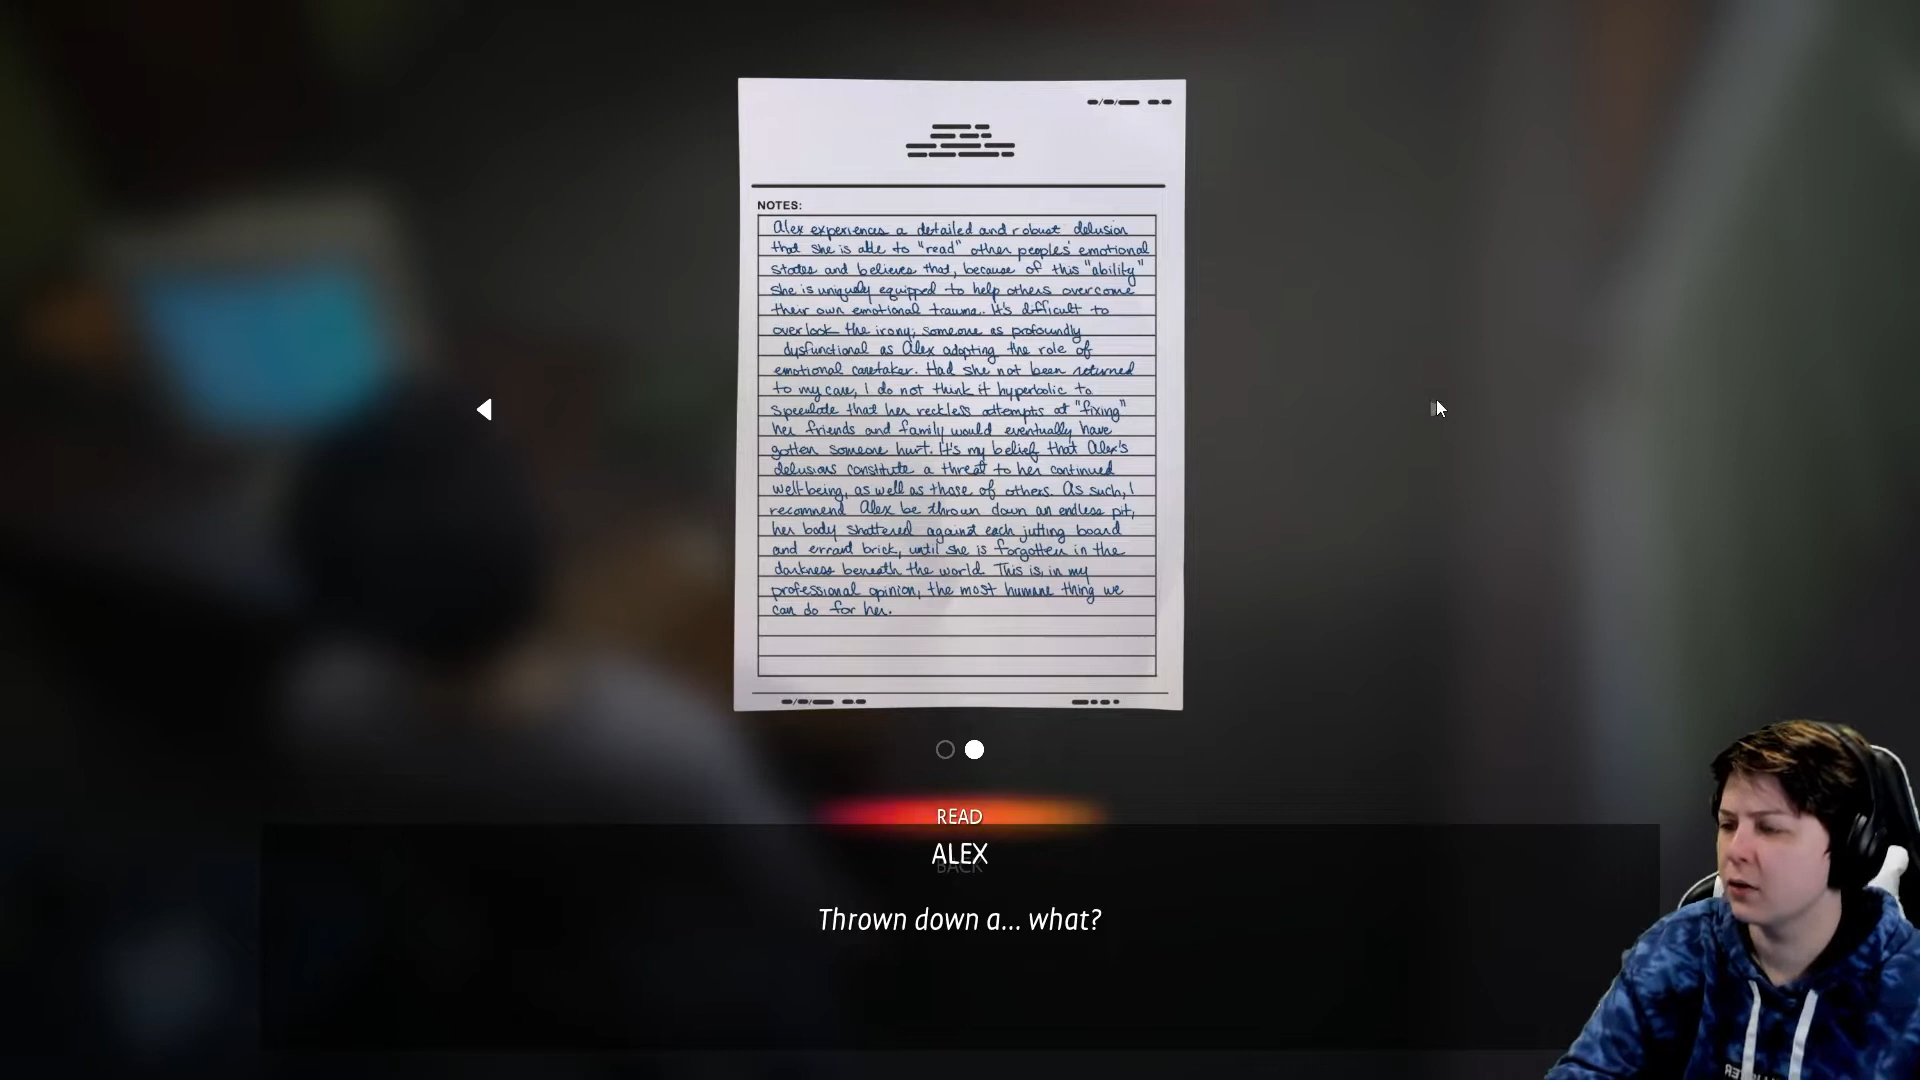 NOTES:
Alex experiences a detailed and robust delusion
that she is able to "read" other peoples' emotional
states and believes that, because of this "ability"
she is uniquely equipped to help others overcome
their own emotional trauma. It's difficult to
overlook the irony; someone as profoundly
dysfunctional as Alex adopting the role of
emotional caretaker. Had she not been returned
to my care, I do not think it hyperbolic to
speculate that her reckless attempts at "fixing"
her friends and family would eventually have
gotten someone hurt. It's my belief that Alex's
delusions constitute a threat to her continued
well-being, as well as those of others. As such, I
recommend Alex be thrown down an endless pit,
her body shattered against each jutting board
and errant brick, until she is forgotten in the
darkness beneath the world. This is, in my
professional opinion, the most humane thing we
can do for her.
READ
ALEX
BACK
Thrown down a... what?